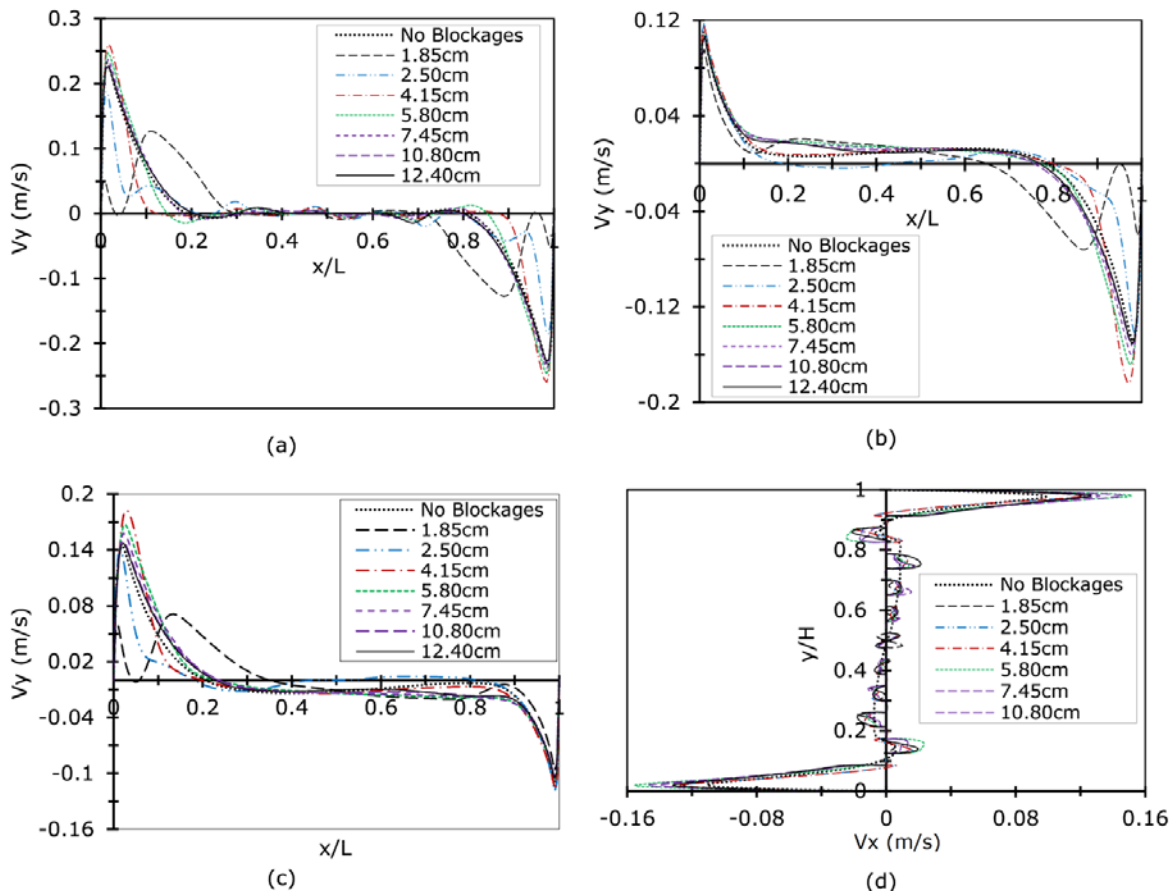 0.3
0.2
0.1
0
-0.1
-0.2
-0.3
Vy (m/s)
0 0.2 0.4 0.6 0.8 1
x/L
No Blockages
1.85cm
2.50cm
4.15cm
5.80cm
7.45cm
10.80cm
12.40cm
(a)
0.12
0.04
-0.04
-0.12
-0.2
Vy (m/s)
0 0.2 0.4 0.6 0.8 1
x/L
No Blockages
1.85cm
2.50cm
4.15cm
5.80cm
7.45cm
10.80cm
12.40cm
(b)
0.2
0.14
0.08
0.02
-0.04
-0.1
-0.16
Vy (m/s)
0 0.2 0.4 0.6 0.8 1
x/L
No Blockages
1.85cm
2.50cm
4.15cm
5.80cm
7.45cm
10.80cm
12.40cm
(c)
1
0.8
0.6
0.4
0.2
0
y/H
No Blockages
1.85cm
2.50cm
4.15cm
5.80cm
7.45cm
10.80cm
-0.16 -0.08 0 0.08 0.16
Vx (m/s)
(d)